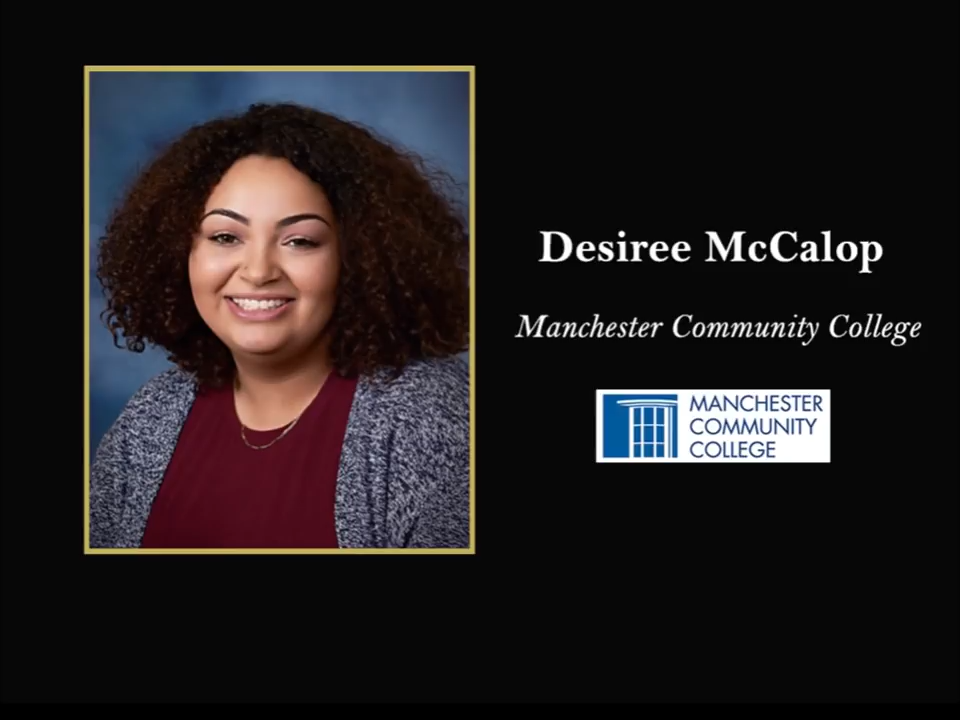 Desiree McCalop
Manchester Community College
MANCHESTER
COMMUNITY
COLLEGE